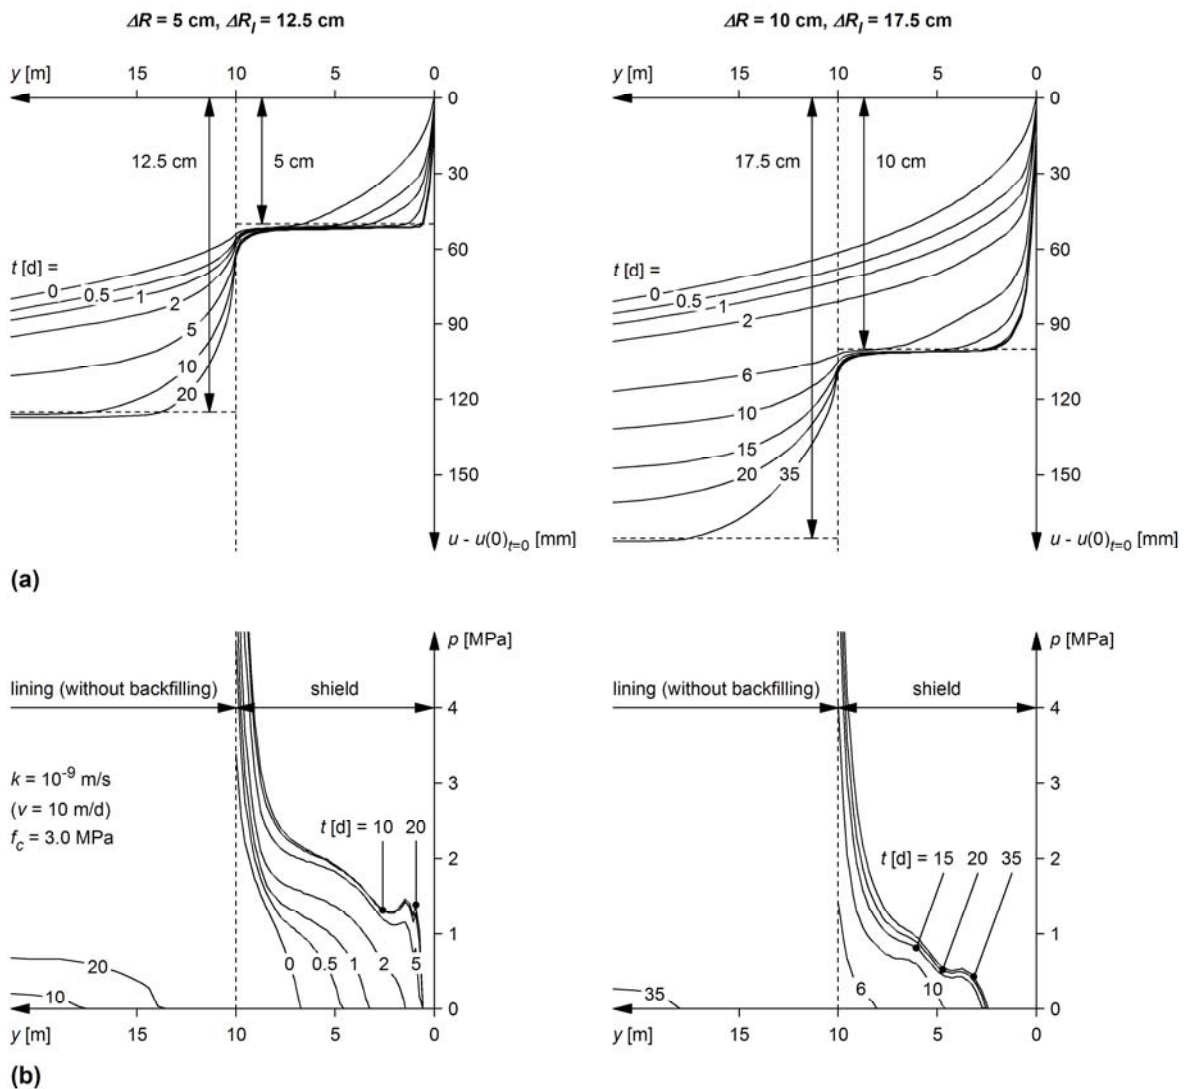 ΔR = 5 cm, ΔR_l = 12.5 cm
ΔR = 10 cm, ΔR_l = 17.5 cm
y [m] 15 10 5 0
0
30
60
90
120
150
12.5 cm
5 cm
t [d] =
0
0.5
1
2
5
10
20
u - u(0)_t=0 [mm]
y [m] 15 10 5 0
0
30
60
90
120
150
17.5 cm
10 cm
t [d] =
0
0.5
1
2
6
10
15
20
35
u - u(0)_t=0 [mm]
(a)
p [MPa]
lining (without backfilling)
shield
4
3
2
1
0
k = 10⁻⁹ m/s
(v = 10 m/d)
f_c = 3.0 MPa
t [d] = 10 20
0 0.5 1 2 5
20
10
y [m] 15 10 5 0
p [MPa]
lining (without backfilling)
shield
4
3
2
1
0
t [d] = 15 20 35
6 10
35
y [m] 15 10 5 0
(b)